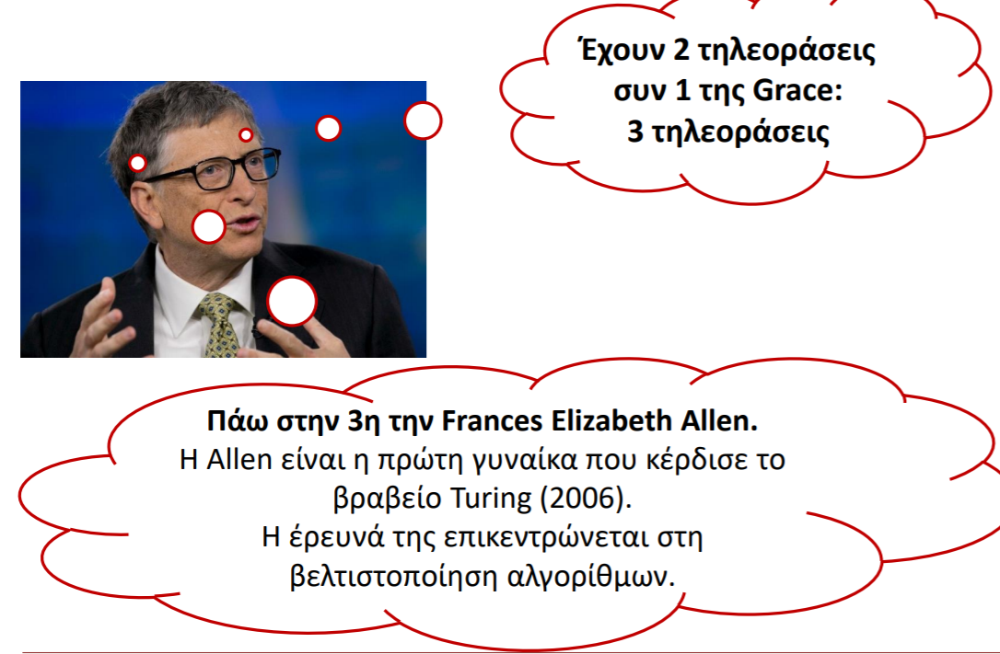 Έχουν 2 τηλεοράσεις
συν 1 της Grace:
3 τηλεοράσεις
Πάω στην 3η την Frances Elizabeth Allen.
Η Allen είναι η πρώτη γυναίκα που κέρδισε το
βραβείο Turing (2006).
Η έρευνά της επικεντρώνεται στη
βελτιστοποίηση αλγορίθμων.